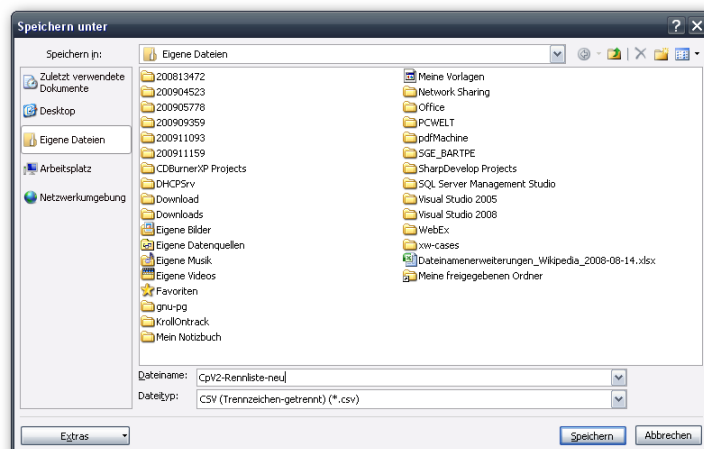 Speichern unter
Speichern in:
Eigene Dateien
Zuletzt verwendete
Dokumente
Desktop
Eigene Dateien
Arbeitsplatz
Netzwerkumgebung
200813472
200904523
200905778
200909359
200911093
200911159
CDBurnerXP Projects
DHCPSrv
Download
Downloads
Eigene Bilder
Eigene Datenquellen
Eigene Musik
Eigene Videos
Favoriten
gnu-pg
KrollOntrack
Mein Notizbuch
Meine Vorlagen
Network Sharing
Office
PCWELT
pdfMachine
SGE_BARTPE
SharpDevelop Projects
SQL Server Management Studio
Visual Studio 2005
Visual Studio 2008
WebEx
xw-cases
Dateinamenerweiterungen_Wikipedia_2008-08-14.xlsx
Meine freigegebenen Ordner
Dateiname: CpV2-Rennliste-neu
Dateityp: CSV (Trennzeichen-getrennt) (*.csv)
Extras Speichern Abbrechen